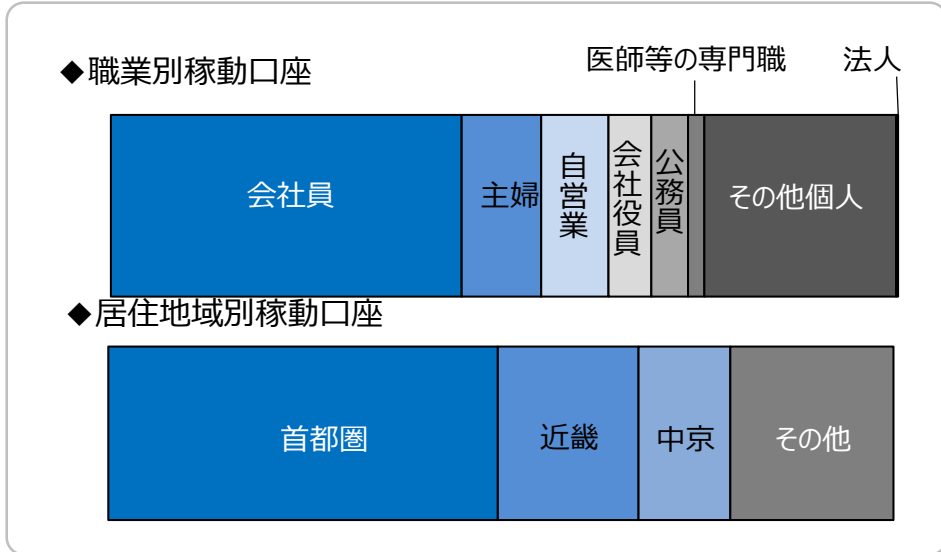 ◆職業別稼動口座
医師等の専門職
法人
会社員
主婦
自営業
会社役員
公務員
その他個人
◆居住地域別稼動口座
首都圏
近畿
中京
その他